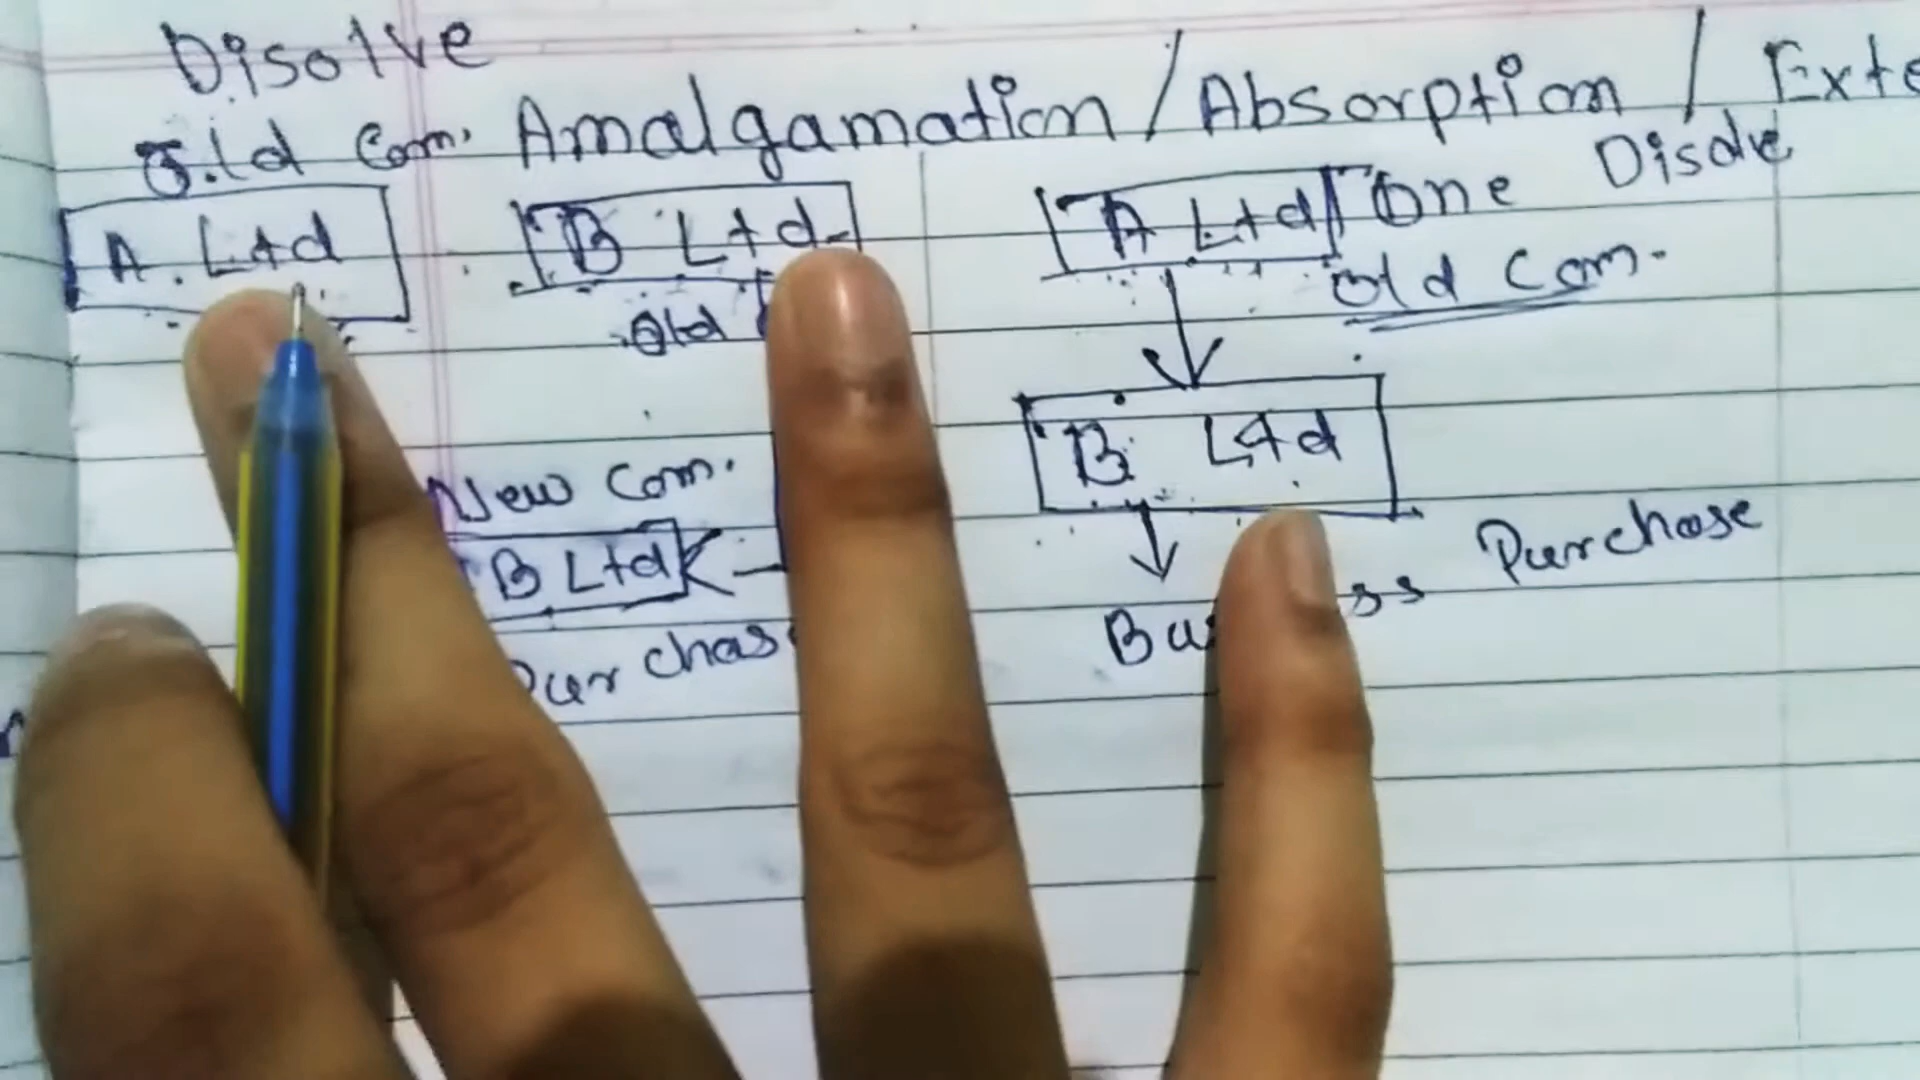 Disolve
Old Com. Amalgamation / Absorption / Exte
A. Ltd B Ltd A Ltd One Disolve
Old Old Com.
New Com. B Ltd
B Ltd Purchase
Purchas